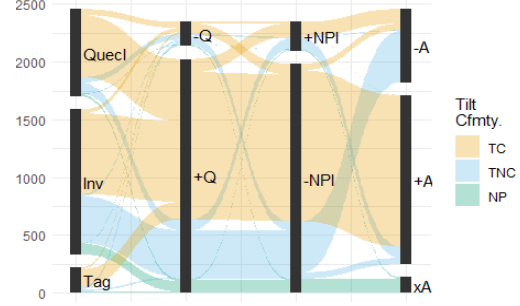 2500
2000
1500
1000
500
0
QuecI
Inv
Tag
-Q
+Q
+NPI
-NPI
-A
+A
xA
Tilt
Cfmty.
TC
TNC
NP